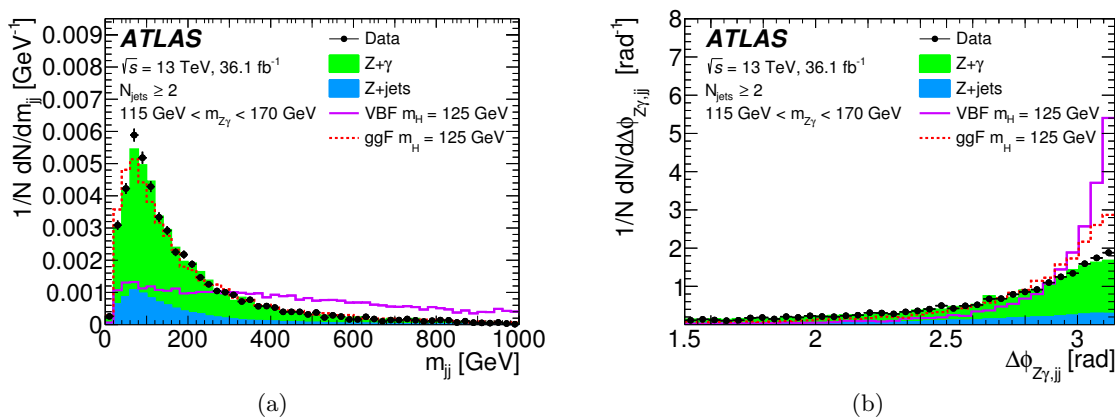 1/N dN/dm_jj [GeV⁻¹]
0.009
0.008
0.007
0.006
0.005
0.004
0.003
0.002
0.001
0
ATLAS
√s = 13 TeV, 36.1 fb⁻¹
N_jets ≥ 2
115 GeV < m_Zγ < 170 GeV
Data
Z+γ
Z+jets
VBF m_H = 125 GeV
ggF m_H = 125 GeV
0 200 400 600 800 1000
m_jj [GeV]
(a)
1/N dN/dΔϕ_Zγ,jj [rad⁻¹]
8
7
6
5
4
3
2
1
ATLAS
√s = 13 TeV, 36.1 fb⁻¹
N_jets ≥ 2
115 GeV < m_Zγ < 170 GeV
Data
Z+γ
Z+jets
VBF m_H = 125 GeV
ggF m_H = 125 GeV
1.5 2 2.5 3
Δϕ_Zγ,jj [rad]
(b)